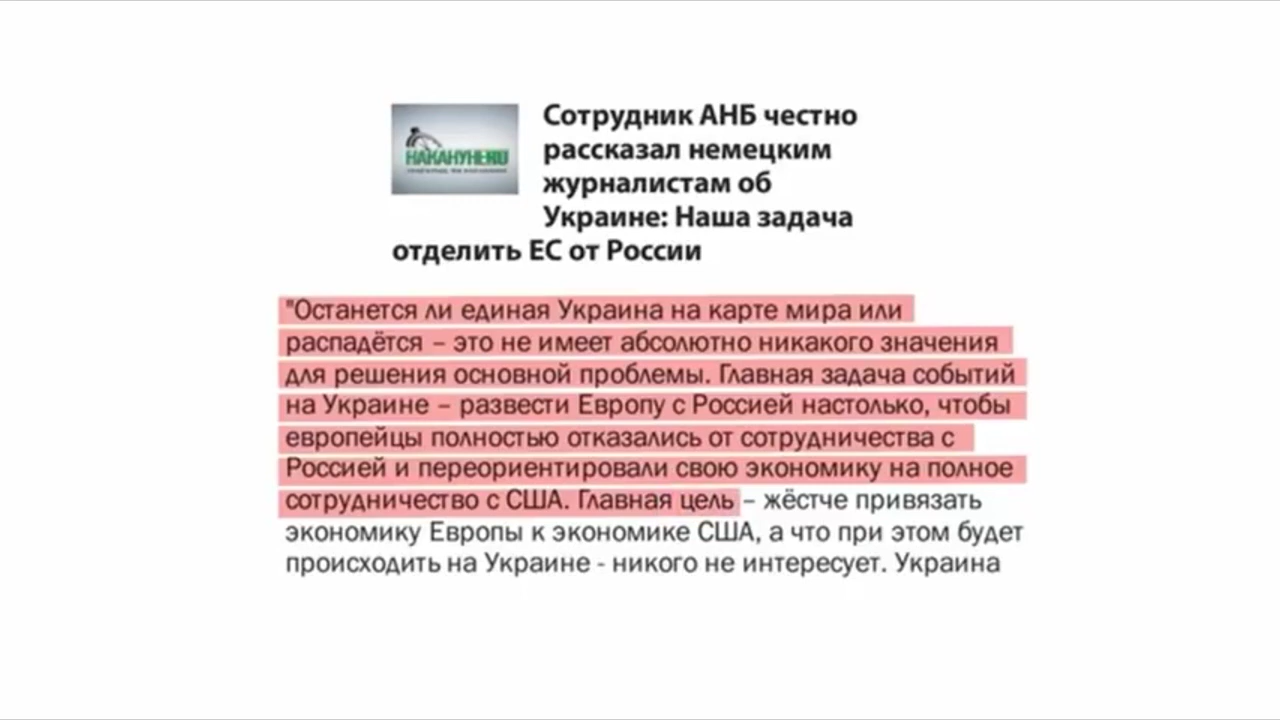 НАКАНУНЕ.RU
Сотрудник АНБ честно
рассказал немецким
журналистам об
Украине: Наша задача
отделить ЕС от России
"Останется ли единая Украина на карте мира или
распадётся – это не имеет абсолютно никакого значения
для решения основной проблемы. Главная задача событий
на Украине – развести Европу с Россией настолько, чтобы
европейцы полностью отказались от сотрудничества с
Россией и переориентировали свою экономику на полное
сотрудничество с США. Главная цель – жёстче привязать
экономику Европы к экономике США, а что при этом будет
происходить на Украине - никого не интересует. Украина